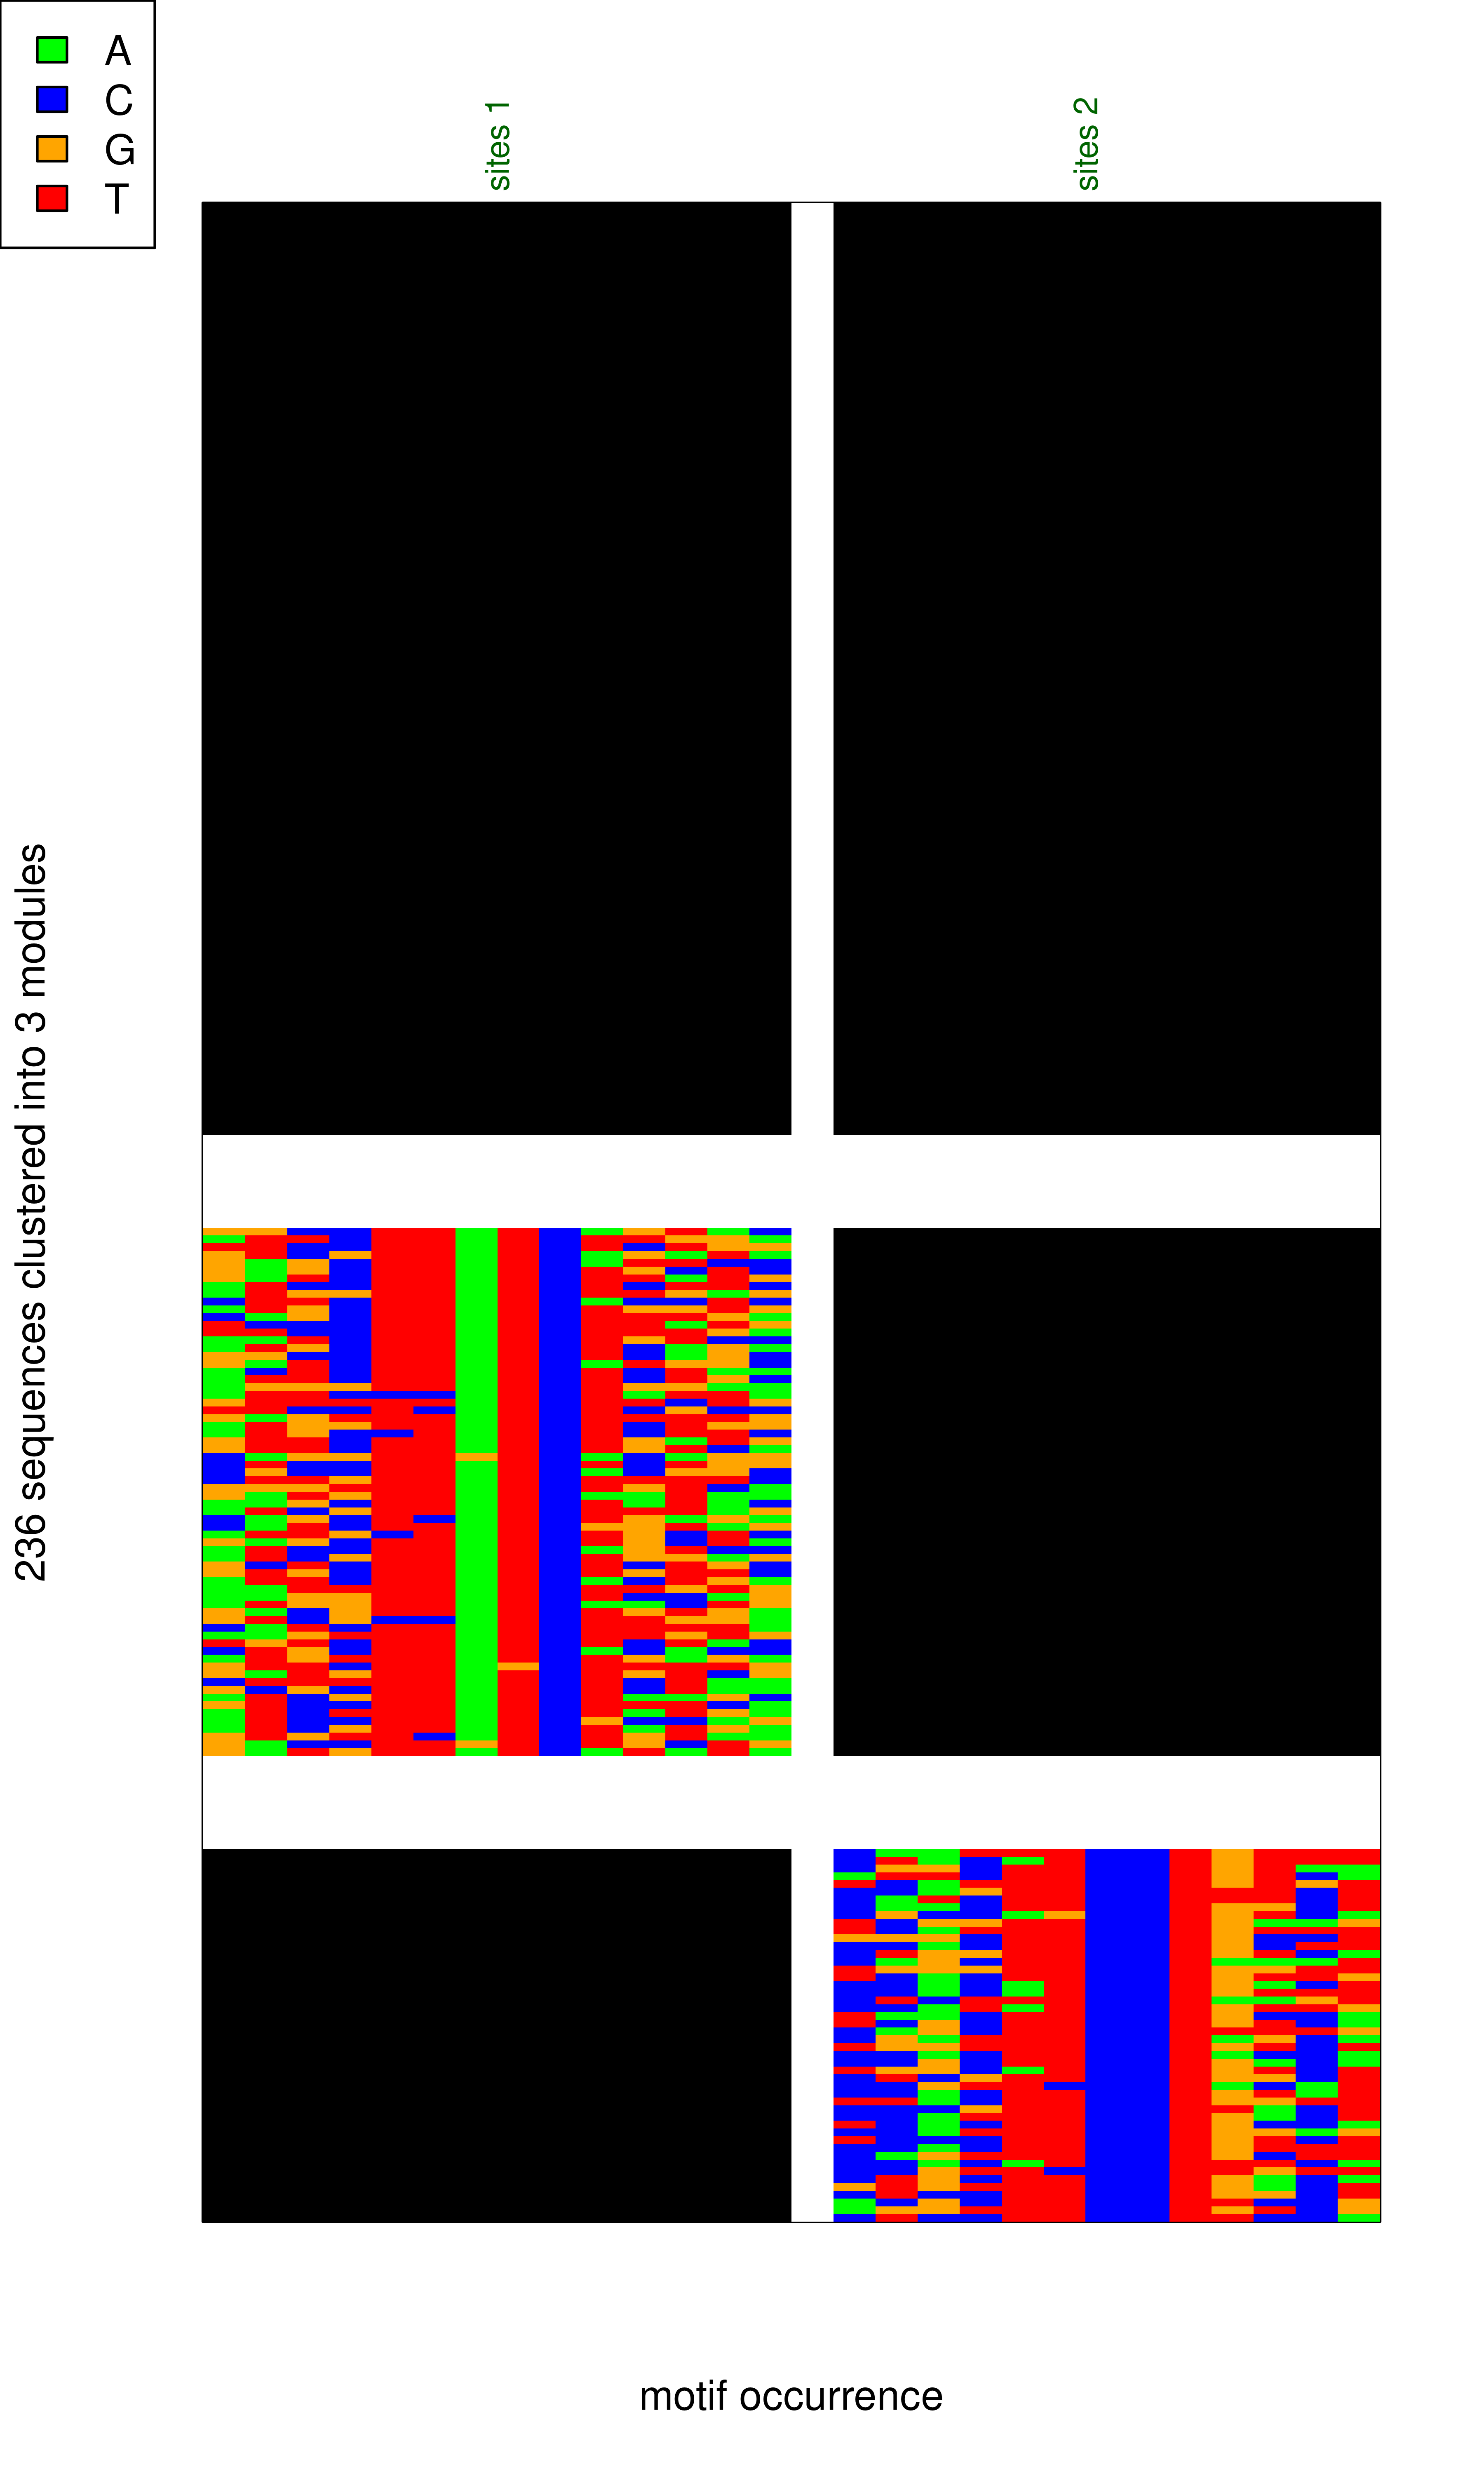 A
C
G
T
sites 1
sites 2
236 sequences clustered into 3 modules
motif occurrence